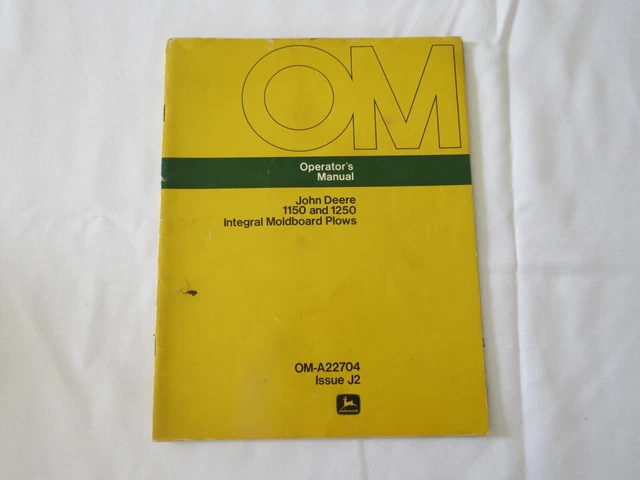 OM
Operator's
Manual
John Deere
1150 and 1250
Integral Moldboard Plows
OM-A22704
Issue J2
JOHN DEERE